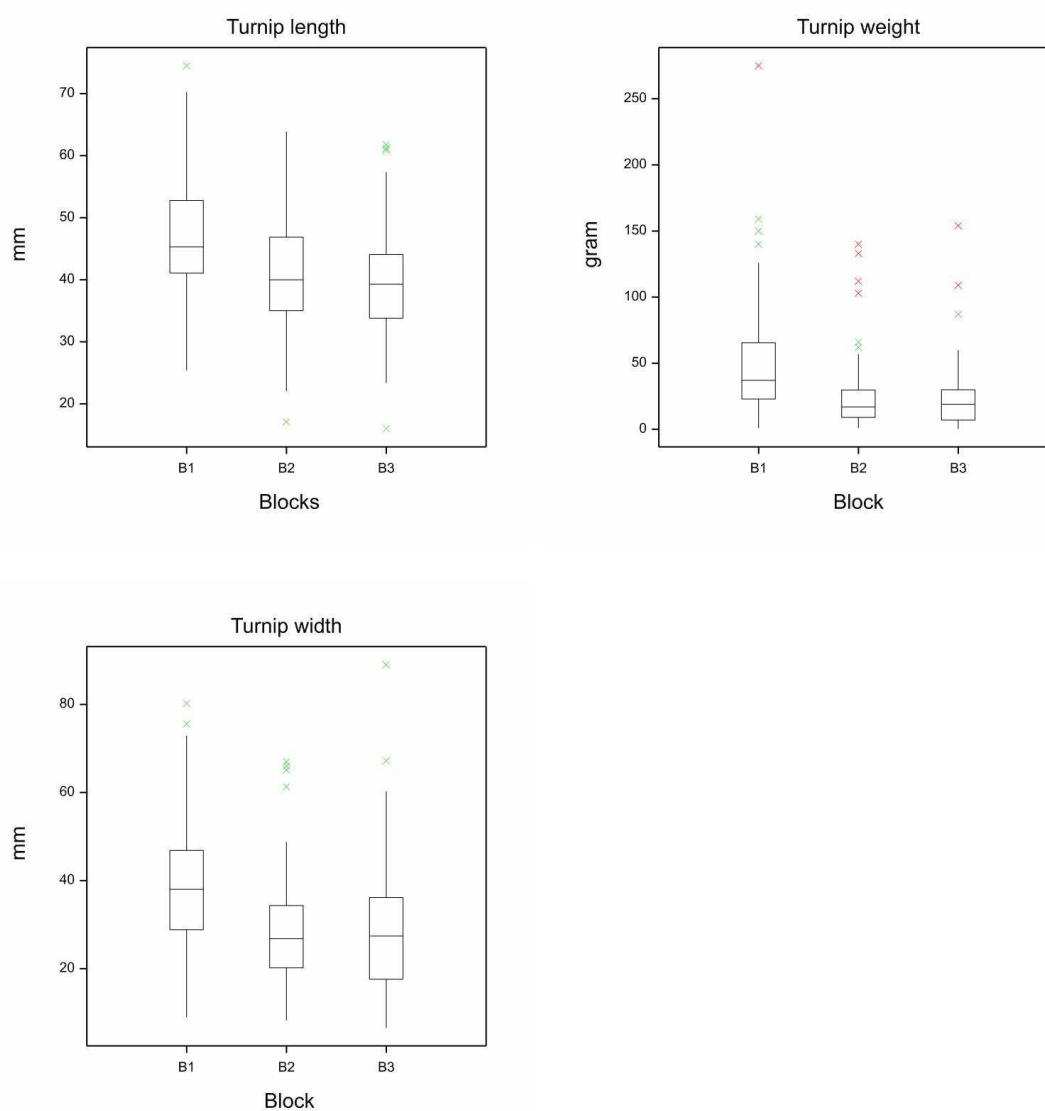 Turnip length
70
60
50
40
30
20
mm
B1 B2 B3
Blocks
Turnip weight
250
200
150
100
50
0
gram
B1 B2 B3
Block
Turnip width
80
60
40
20
mm
B1 B2 B3
Block